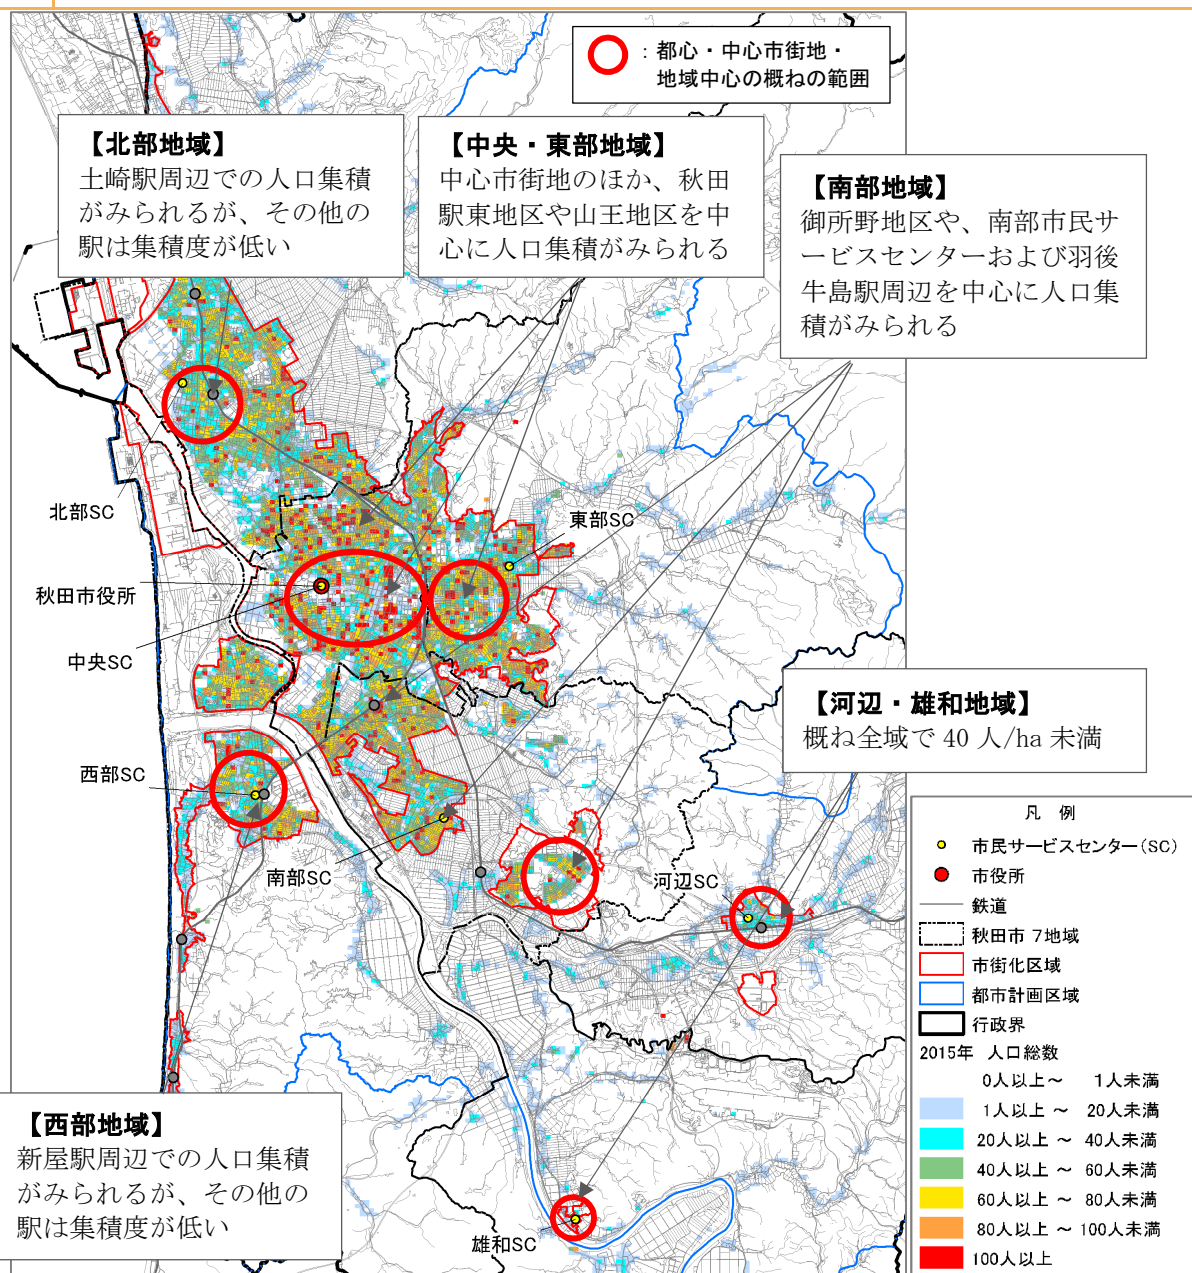 ：都心・中心市街地・
地域中心の概ねの範囲
【北部地域】
土崎駅周辺での人口集積
がみられるが、その他の
駅は集積度が低い
【中央・東部地域】
中心市街地のほか、秋田
駅東地区や山王地区を中
心に人口集積がみられる
【南部地域】
御所野地区や、南部市民サ
ービスセンターおよび羽後
牛島駅周辺を中心に人口集
積がみられる
北部SC
東部SC
秋田市役所
中央SC
西部SC
南部SC
河辺SC
雄和SC
【河辺・雄和地域】
概ね全域で 40 人/ha 未満
【西部地域】
新屋駅周辺での人口集積
がみられるが、その他の
駅は集積度が低い
凡 例
市民サービスセンター(SC)
市役所
鉄道
秋田市 7地域
市街化区域
都市計画区域
行政界
2015年 人口総数
0人以上～ 1人未満
1人以上 ～ 20人未満
20人以上 ～ 40人未満
40人以上 ～ 60人未満
60人以上 ～ 80人未満
80人以上 ～ 100人未満
100人以上